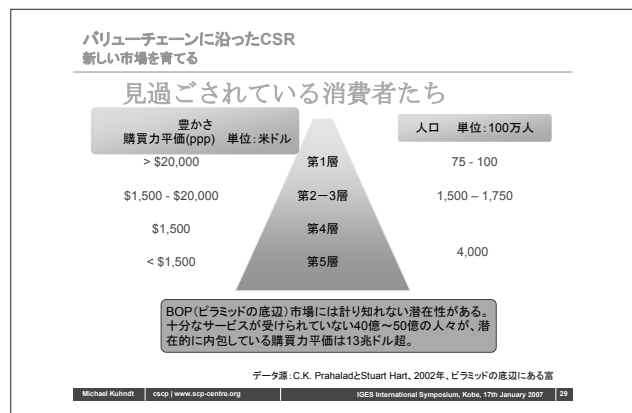 バリューチェーンに沿ったCSR
新しい市場を育てる
見過ごされている消費者たち
豊かさ
購買力平価(ppp) 単位：米ドル
人口 単位：100万人
> $20,000 第1層 75 - 100
$1,500 - $20,000 第2－3層 1,500 – 1,750
$1,500 第4層
4,000
< $1,500 第5層
BOP(ピラミッドの底辺)市場には計り知れない潜在性がある。
十分なサービスが受けられていない40億～50億の人々が、潜
在的に内包している購買力平価は13兆ドル超。
データ源：C.K. PrahaladとStuart Hart、2002年、ピラミッドの底辺にある富
Michael Kuhndt cscp | www.scp-centre.org IGES International Symposium, Kobe, 17th January 2007 29